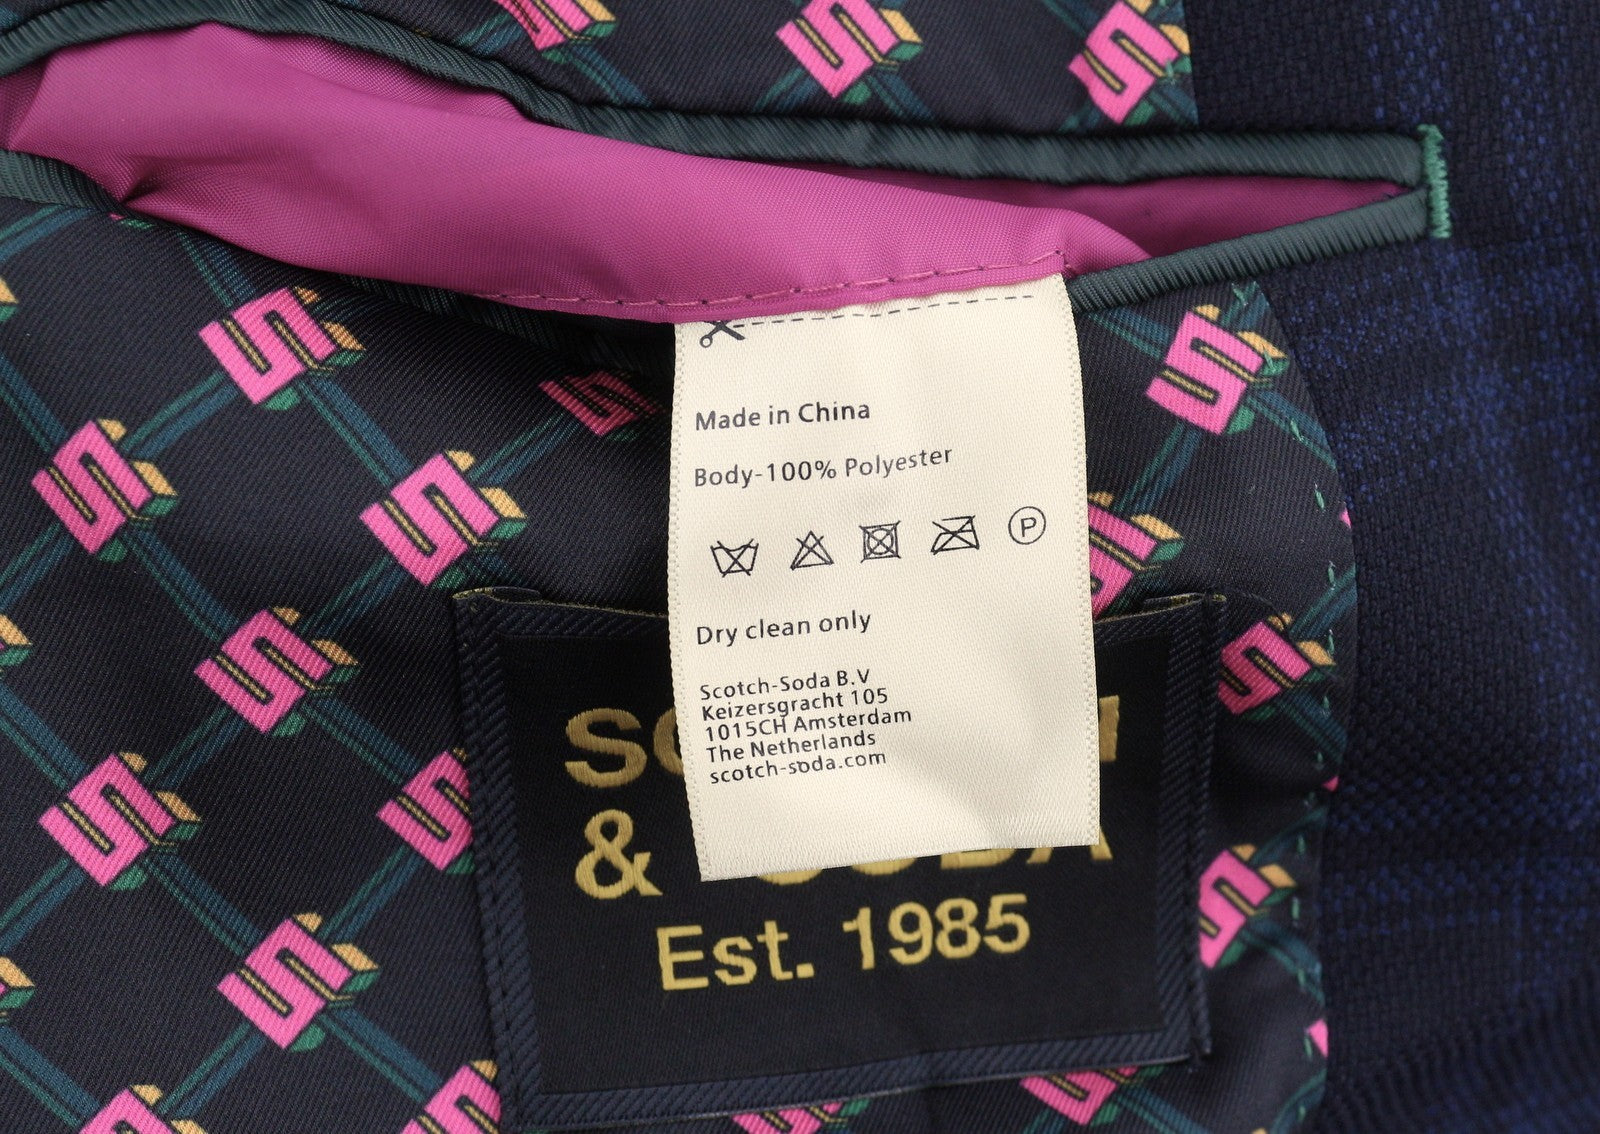 Made in China
Body-100% Polyester
P
Dry clean only
Scotch-Soda B.V
Keizersgracht 105
1015CH Amsterdam
The Netherlands
scotch-soda.com
&
Est. 1985